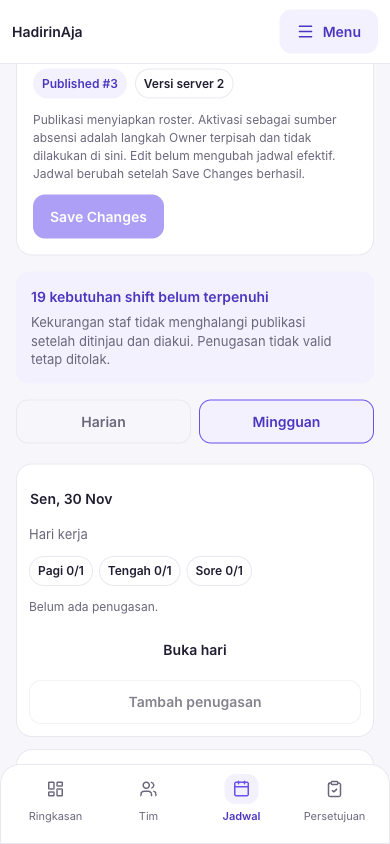 HadirinAja
Menu
Published #3
Versi server 2
Publikasi menyiapkan roster. Aktivasi sebagai sumber
absensi adalah langkah Owner terpisah dan tidak
dilakukan di sini. Edit belum mengubah jadwal efektif.
Jadwal berubah setelah Save Changes berhasil.
Save Changes
19 kebutuhan shift belum terpenuhi
Kekurangan staf tidak menghalangi publikasi
setelah ditinjau dan diakui. Penugasan tidak valid
tetap ditolak.
Harian
Mingguan
Sen, 30 Nov
Hari kerja
Pagi 0/1
Tengah 0/1
Sore 0/1
Belum ada penugasan.
Buka hari
Tambah penugasan
Ringkasan
Tim
Jadwal
Persetujuan